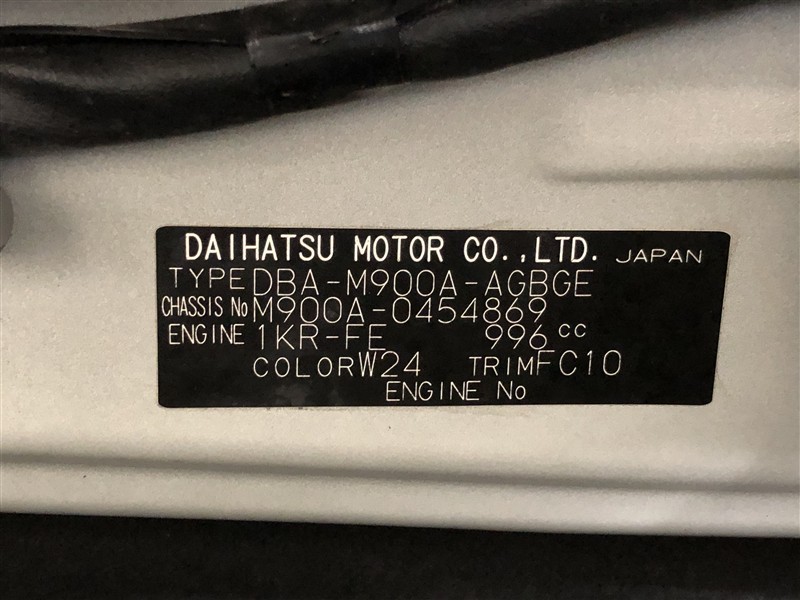 DAIHATSU MOTOR CO.,LTD. JAPAN
TYPE DBA-M900A-AGBGE
CHASSIS No M900A-0454869
ENGINE 1KR-FE 996 cc
COLOR W24 TRIM FC10
ENGINE No